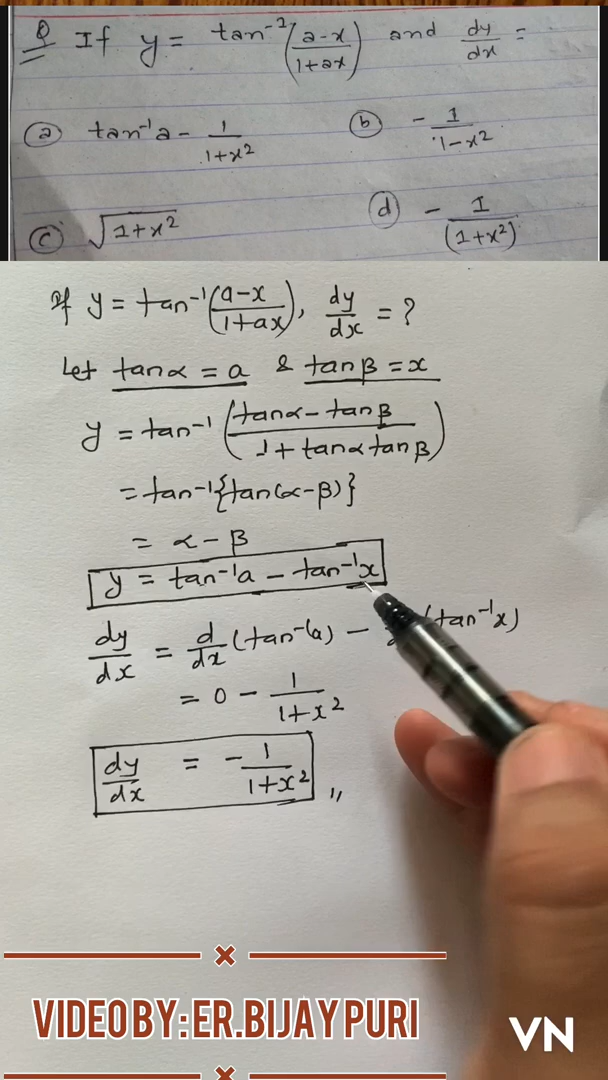 Q If y = tan⁻¹((a-x)/(1+ax)) and dy/dx =
(a) tan⁻¹a - 1/(1+x²) (b) - 1/(1-x²)
(c) √(1+x²) (d) - 1/(1+x²)
If y = tan⁻¹((a-x)/(1+ax)), dy/dx = ?
Let tanα = a & tanβ = x
y = tan⁻¹((tanα - tanβ)/(1 + tanα tanβ))
= tan⁻¹{tan(α-β)}
= α - β
y = tan⁻¹a - tan⁻¹x
dy/dx = d/dx (tan⁻¹a) - (tan⁻¹x)
= 0 - 1/(1+x²)
dy/dx = - 1/(1+x²) ,,
VIDEO BY: ER.BIJAY PURI
VN